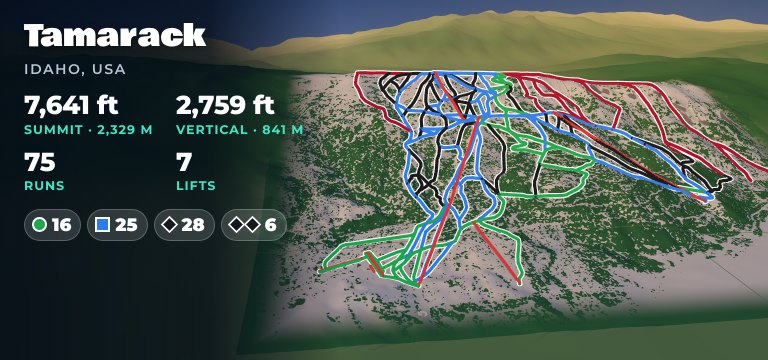 Tamarack
IDAHO, USA
7,641 ft
SUMMIT · 2,329 M
2,759 ft
VERTICAL · 841 M
75
RUNS
7
LIFTS
16
25
28
6